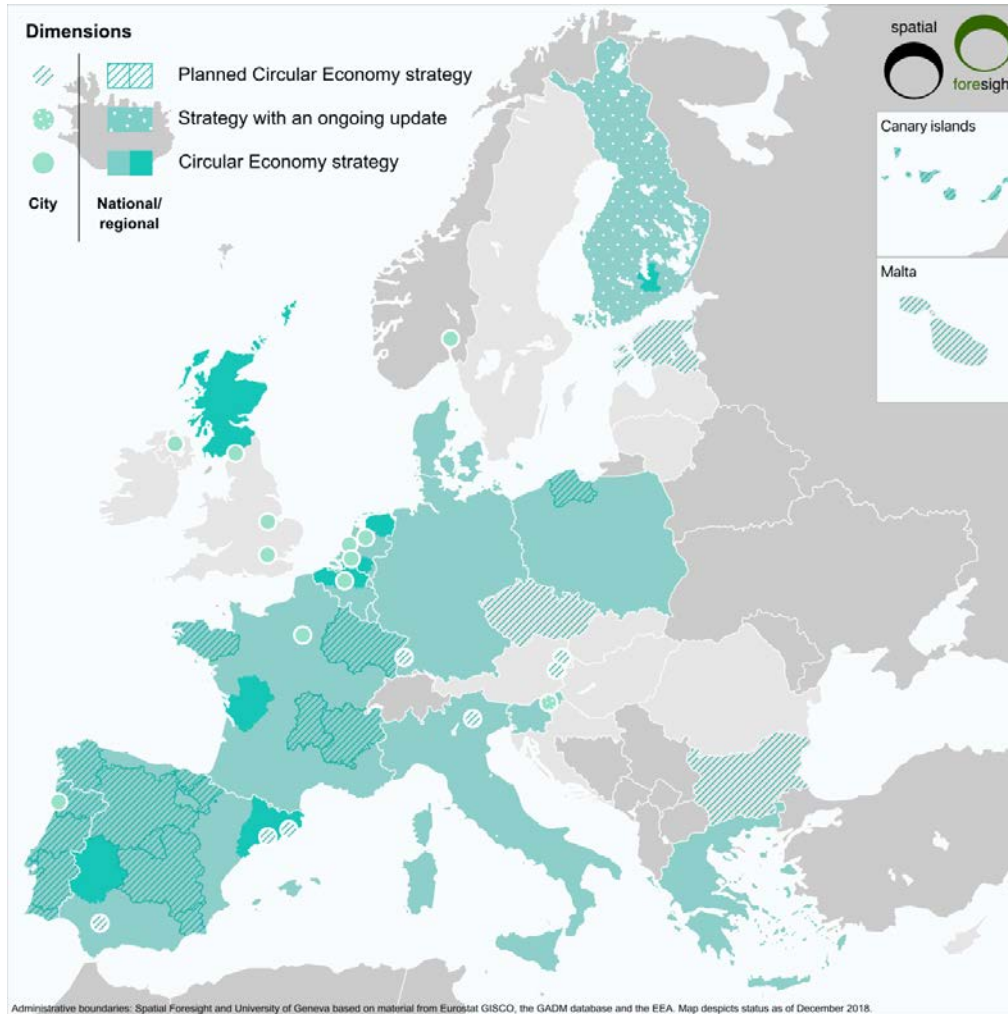 Dimensions
Planned Circular Economy strategy
Strategy with an ongoing update
Circular Economy strategy
City
National/
regional
spatial
foresight
Canary islands
Malta
Administrative boundaries: Spatial Foresight and University of Geneva based on material from Eurostat GISCO, the GADM database and the EEA. Map despicts status as of December 2018.